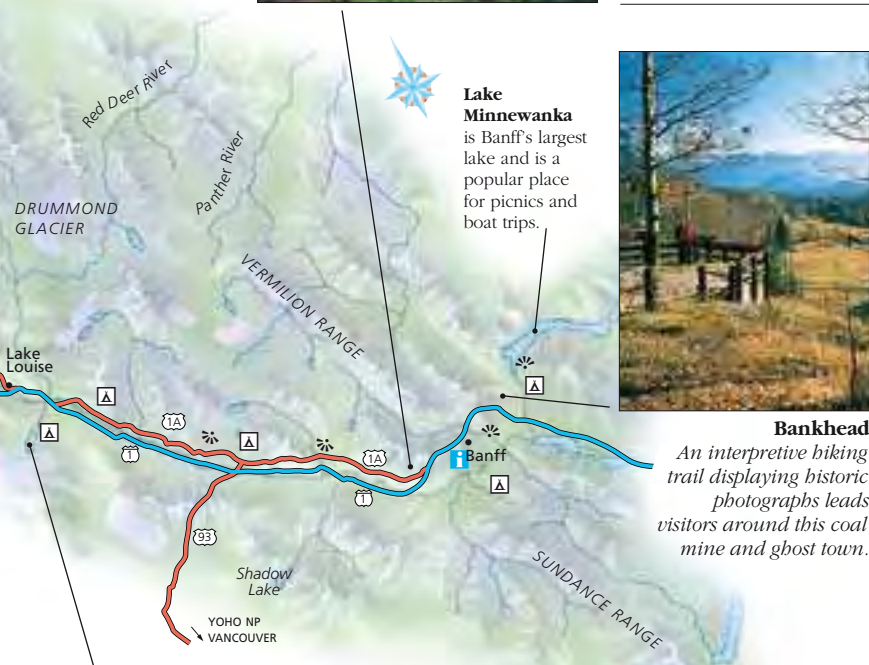 Red Deer River
Panther River
Lake
Minnewanka
is Banff's largest
lake and is a
popular place
for picnics and
boat trips.
DRUMMOND
GLACIER
VERMILION RANGE
Lake
Louise
1A
1
1A
1
Banff
i
93
Shadow
Lake
YOHO NP
VANCOUVER
SUNDANCE RANGE
Bankhead
An interpretive hiking
trail displaying historic
photographs leads
visitors around this coal
mine and ghost town.